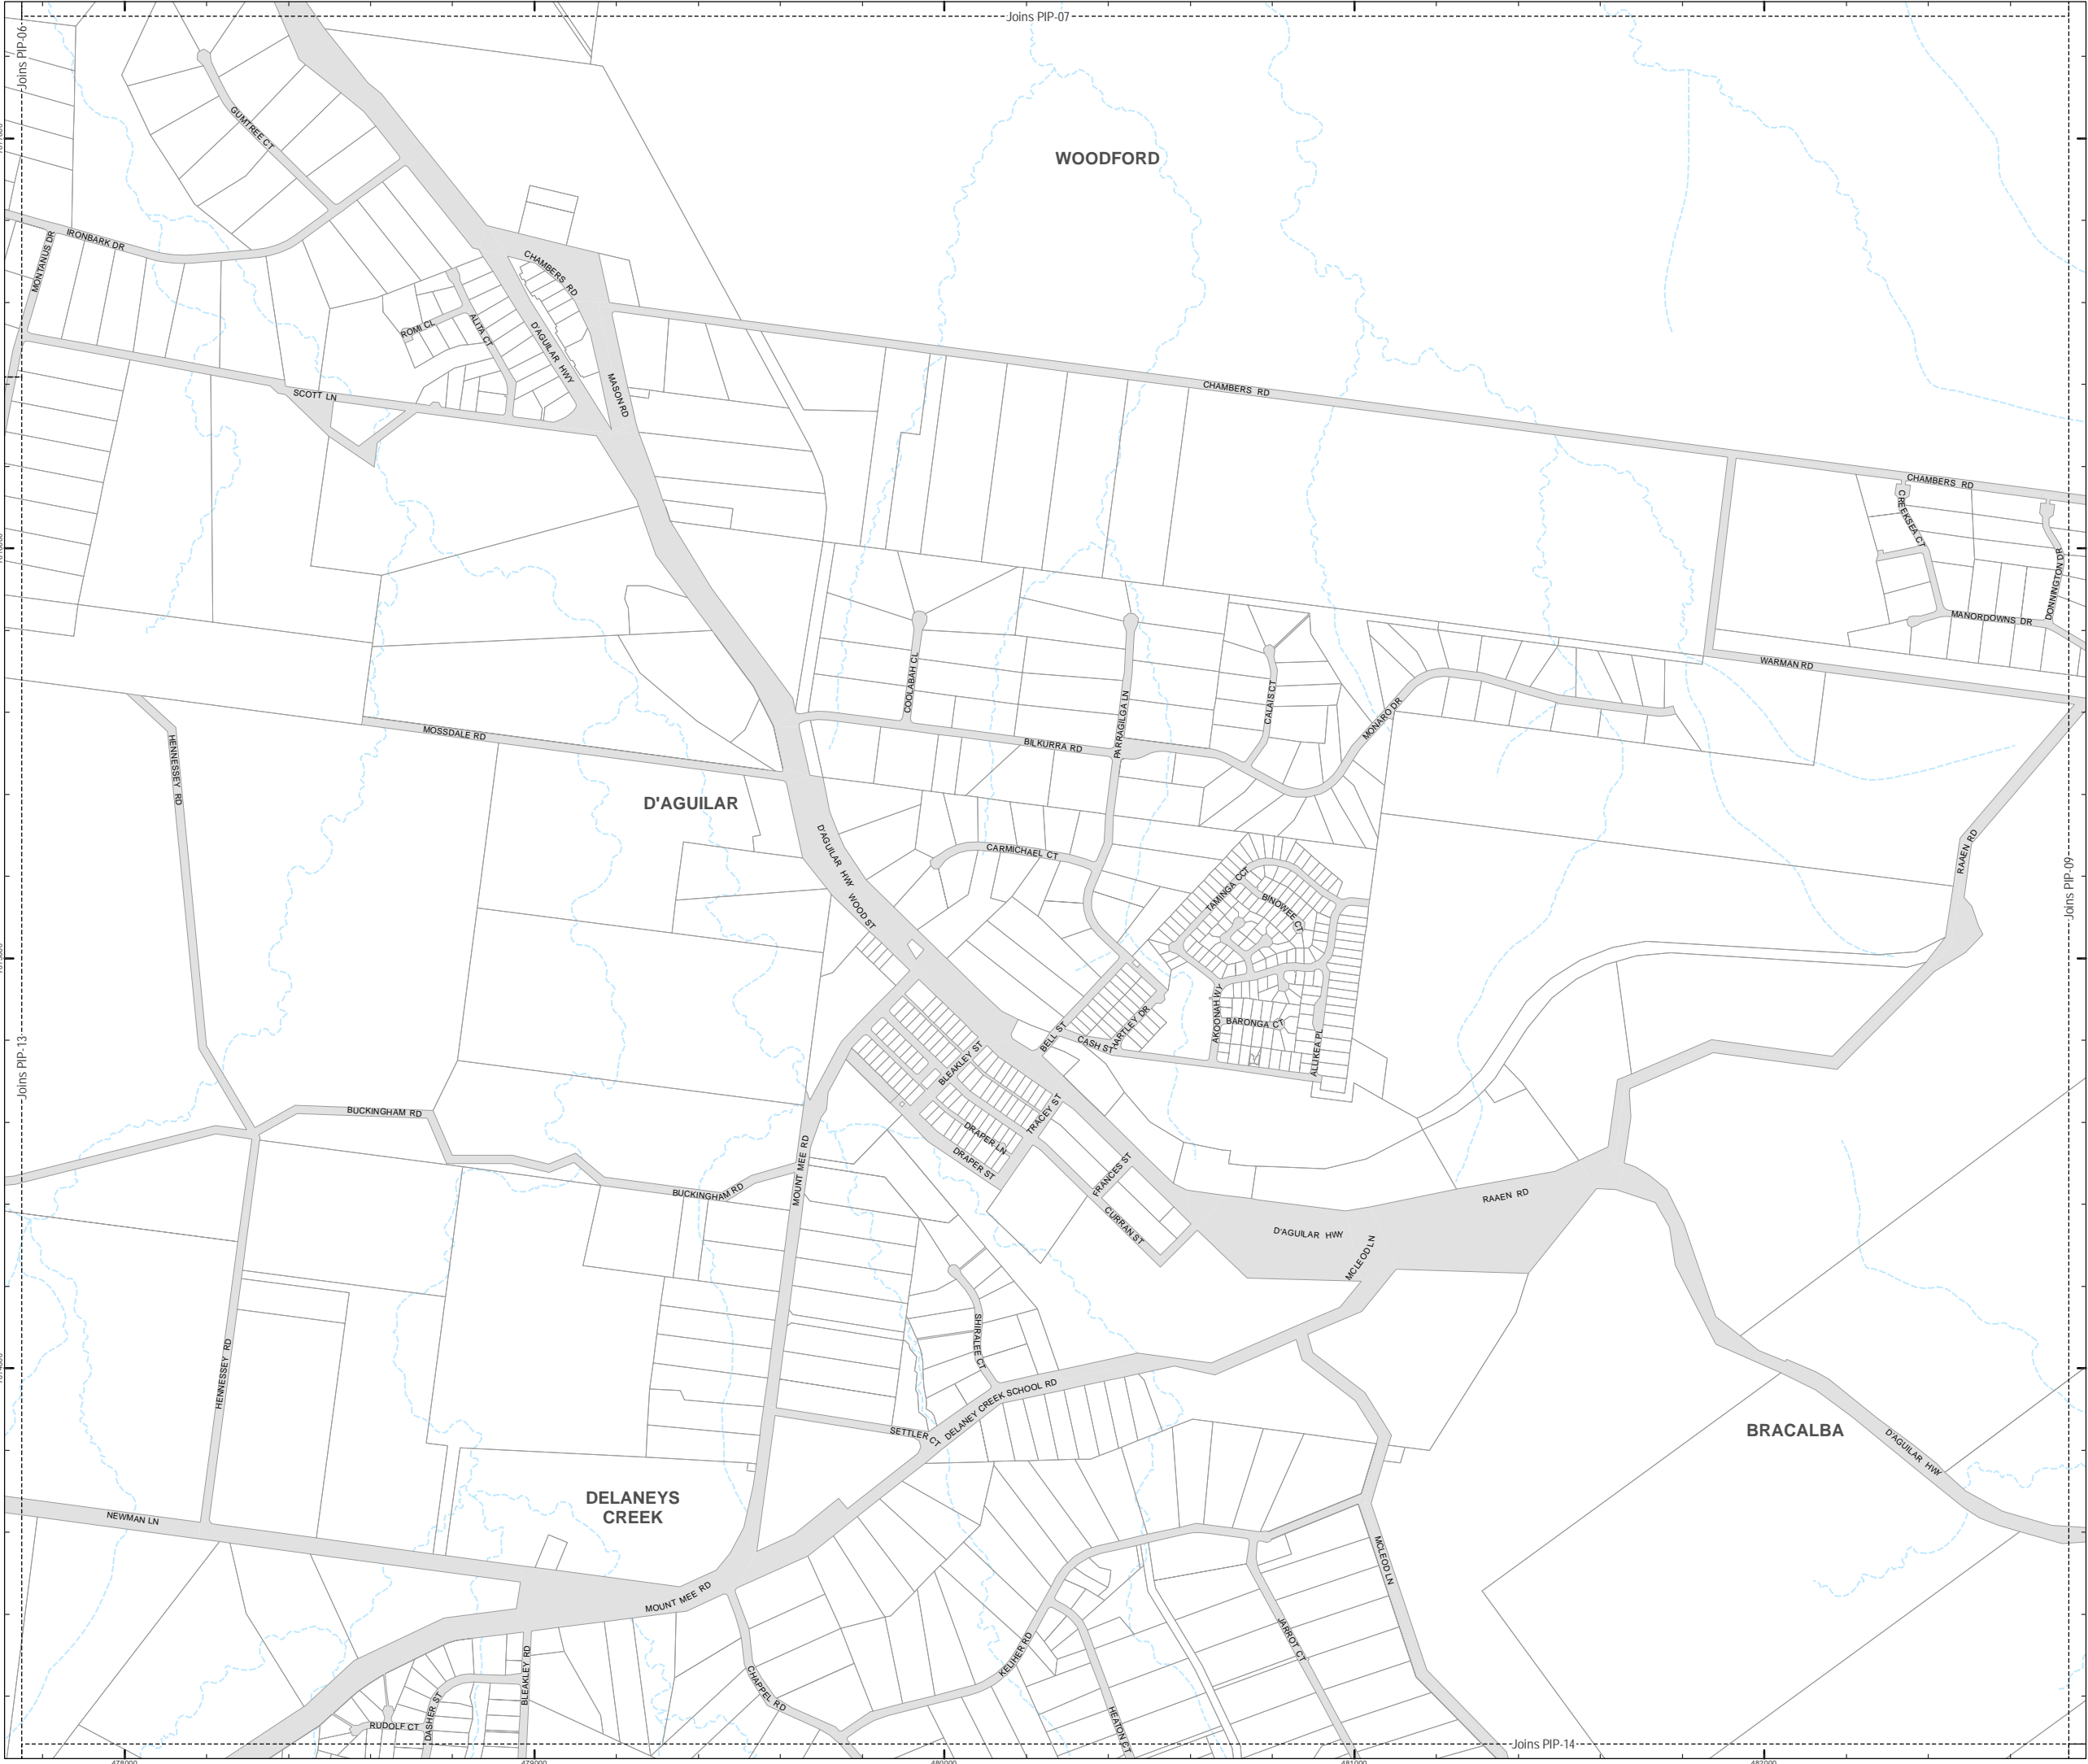 Joins PIP-07
Joins PIP-06
WOODFORD
GUMTREE CT
IRONBARK DR
MONTANUS DR
CHAMBERS RD
ROMI CL
ALITA CT
D'AGUILAR HWY
MASON RD
SCOTT LN
CHAMBERS RD
CHAMBERS RD
CREEKSEA CT
DONNINGTON DR
MANORDOWNS DR
WARMAN RD
COOLABAH CL
PARRAGILGA LN
CALAIS CT
MONARO DR
BILKURRA RD
MOSSDALE RD
HENNESSEY RD
D'AGUILAR
D'AGUILAR HWY
WOOD ST
CARMICHAEL CT
TAMINGA CCT
BINOWEE CT
RAAEN RD
Joins PIP-09
AKOONAH WY
BARONGA CT
ALLIKEA PL
HARTLEY DR
BELL ST
CASH ST
BLEAKLEY ST
TRACEY ST
DRAPER LN
DRAPER ST
FRANCES ST
CURRAN ST
Joins PIP-13
BUCKINGHAM RD
BUCKINGHAM RD
MOUNT MEE RD
RAAEN RD
D'AGUILAR HWY
MCLEOD LN
SHIRALEE CT
HENNESSEY RD
DELANEY CREEK SCHOOL RD
SETTLER CT
BRACALBA
D'AGUILAR HWY
DELANEYS
CREEK
NEWMAN LN
MOUNT MEE RD
MCLEOD LN
JARROT CT
KELIHER RD
HEATON CT
CHAPPEL RD
BLEAKLEY RD
DASHER ST
RUDOLF CT
Joins PIP-14